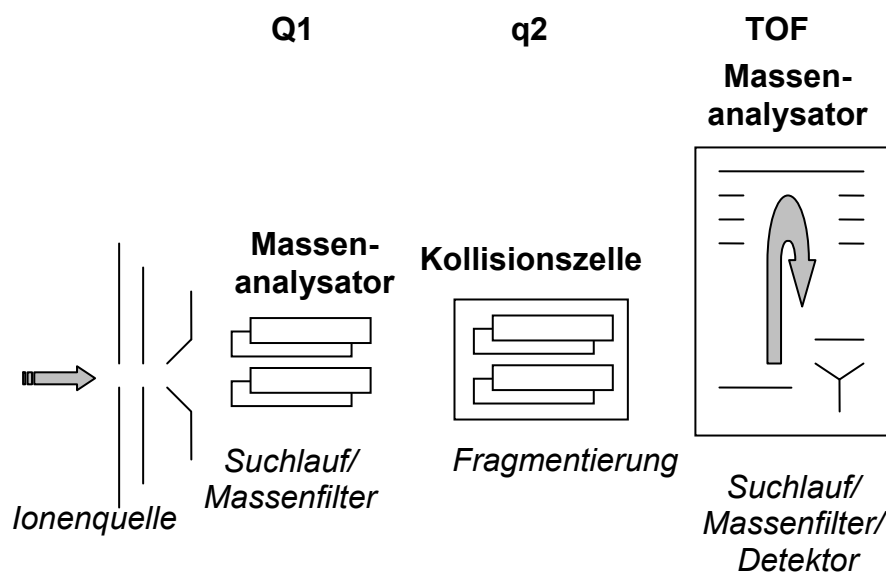 Q1
q2
TOF
Massen-
analysator
Massen-
analysator
Kollisionszelle
Suchlauf/
Massenfilter
Fragmentierung
Ionenquelle
Suchlauf/
Massenfilter/
Detektor